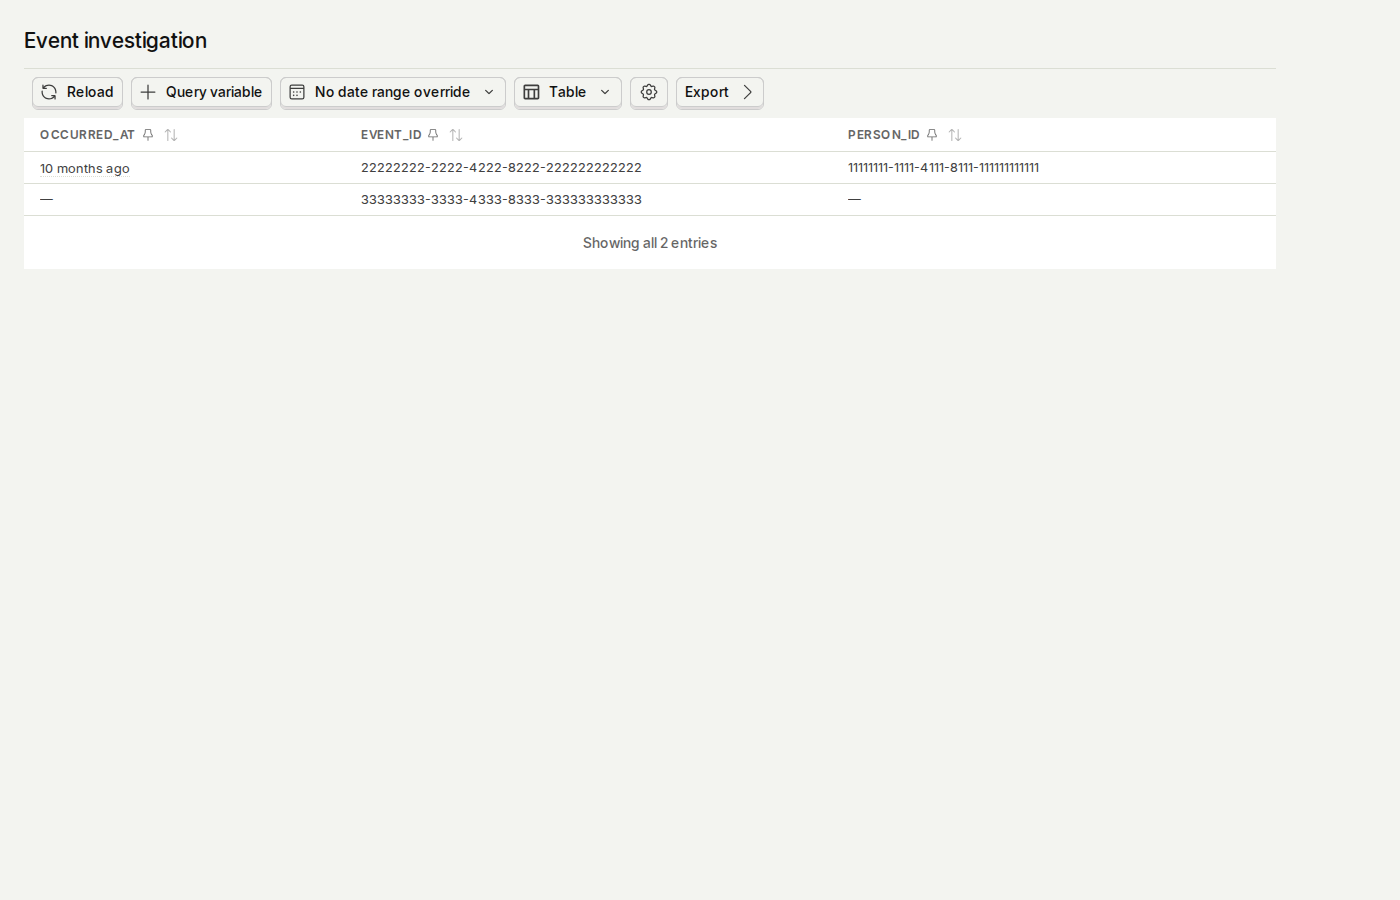 Event investigation
Reload Query variable No date range override Table Export
OCCURRED_AT EVENT_ID PERSON_ID
10 months ago 22222222-2222-4222-8222-222222222222 11111111-1111-4111-8111-111111111111
— 33333333-3333-4333-8333-333333333333 —
Showing all 2 entries